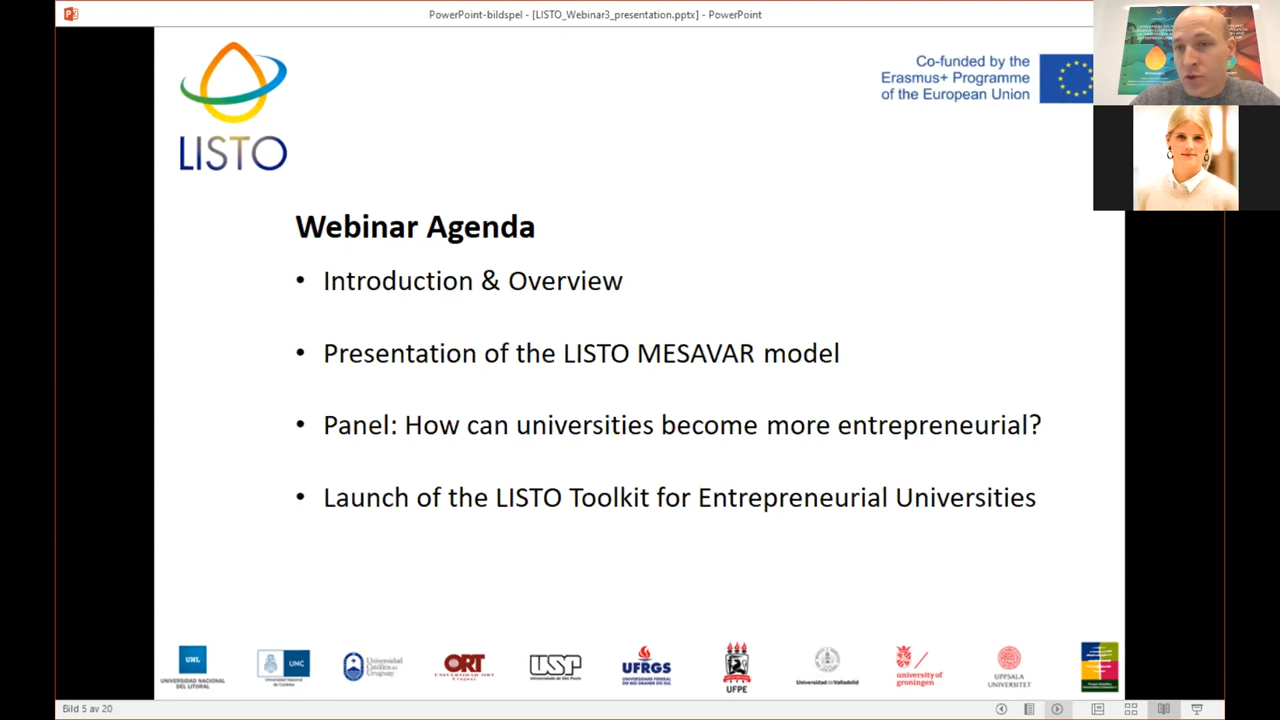 PowerPoint-bildspel - [LISTO_Webinar3_presentation.pptx] - PowerPoint
LISTO
Co-funded by the
Erasmus+ Programme
of the European Union
Webinar Agenda
• Introduction & Overview
• Presentation of the LISTO MESAVAR model
• Panel: How can universities become more entrepreneurial?
• Launch of the LISTO Toolkit for Entrepreneurial Universities
UNL
UNIVERSIDAD NACIONAL
DEL LITORAL
UNC
Universidad Nacional
de Córdoba
Universidad
Católica del
Uruguay
ORT
UNIVERSIDAD ORT
Uruguay
USP
Universidade de São Paulo
UFRGS
UNIVERSIDADE FEDERAL
DO RIO GRANDE DO SUL
UFPE
Universidad de Valladolid
university of
groningen
UPPSALA
UNIVERSITET
Bild 5 av 20